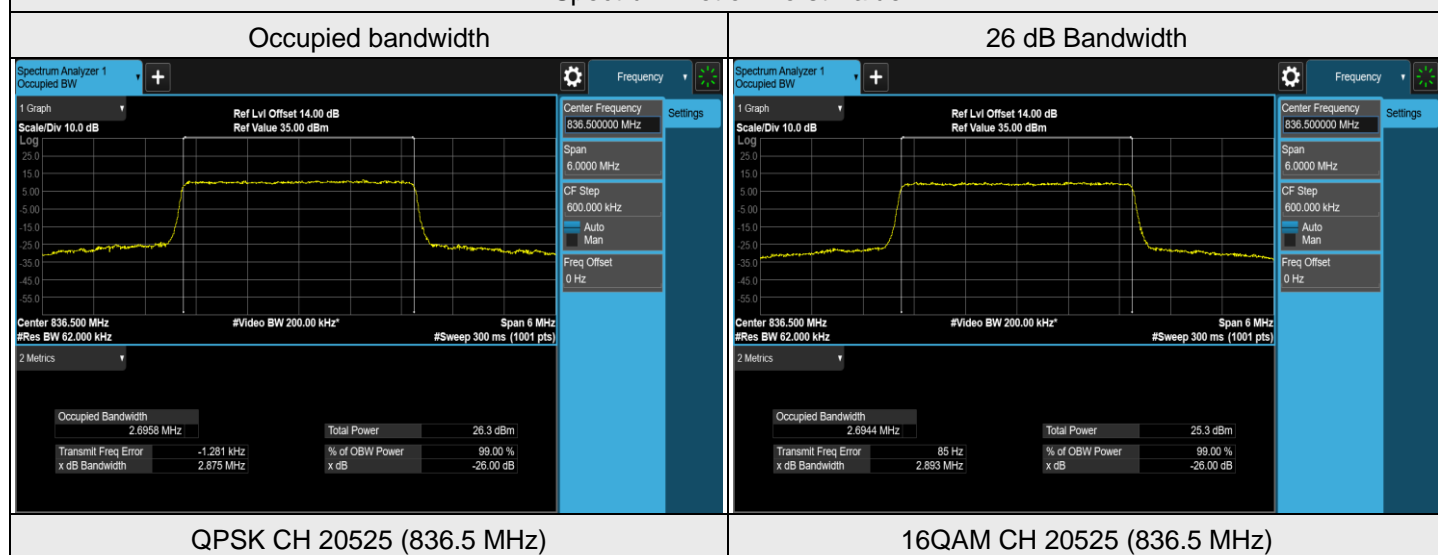 Occupied bandwidth
26 dB Bandwidth
Spectrum Analyzer 1
Occupied BW
+
Frequency
1 Graph
Scale/Div 10.0 dB
Ref Lvl Offset 14.00 dB
Ref Value 35.00 dBm
Log
25.0
15.0
5.00
-5.00
-15.0
-25.0
-35.0
-45.0
-55.0
Center 836.500 MHz
#Video BW 200.00 kHz*
Span 6 MHz
#Res BW 62.000 kHz
#Sweep 300 ms (1001 pts)
Center Frequency
836.500000 MHz
Settings
Span
6.0000 MHz
CF Step
600.000 kHz
Auto
Man
Freq Offset
0 Hz
2 Metrics
Occupied Bandwidth
2.6958 MHz
Total Power 26.3 dBm
Transmit Freq Error -1.281 kHz
% of OBW Power 99.00 %
x dB Bandwidth 2.875 MHz
x dB -26.00 dB
Spectrum Analyzer 1
Occupied BW
+
Frequency
1 Graph
Scale/Div 10.0 dB
Ref Lvl Offset 14.00 dB
Ref Value 35.00 dBm
Log
25.0
15.0
5.00
-5.00
-15.0
-25.0
-35.0
-45.0
-55.0
Center 836.500 MHz
#Video BW 200.00 kHz*
Span 6 MHz
#Res BW 62.000 kHz
#Sweep 300 ms (1001 pts)
Center Frequency
836.500000 MHz
Settings
Span
6.0000 MHz
CF Step
600.000 kHz
Auto
Man
Freq Offset
0 Hz
2 Metrics
Occupied Bandwidth
2.6944 MHz
Total Power 25.3 dBm
Transmit Freq Error 85 Hz
% of OBW Power 99.00 %
x dB Bandwidth 2.893 MHz
x dB -26.00 dB
QPSK CH 20525 (836.5 MHz)
16QAM CH 20525 (836.5 MHz)